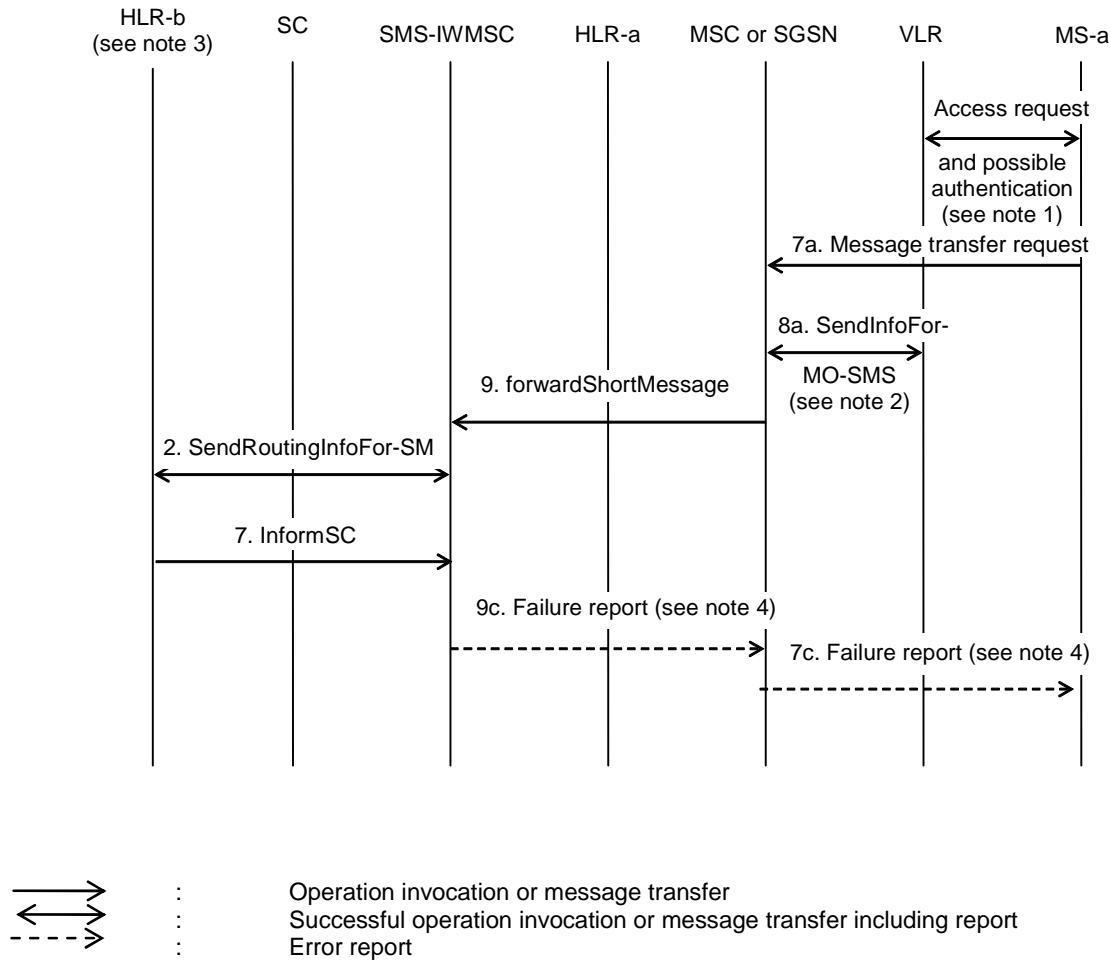 HLR-b
(see note 3)
SC
SMS-IWMSC
HLR-a
MSC or SGSN
VLR
MS-a
Access request
and possible
authentication
(see note 1)
7a. Message transfer request
8a. SendInfoFor-
MO-SMS
(see note 2)
9. forwardShortMessage
2. SendRoutingInfoFor-SM
7. InformSC
9c. Failure report (see note 4)
7c. Failure report (see note 4)
: Operation invocation or message transfer
: Successful operation invocation or message transfer including report
: Error report